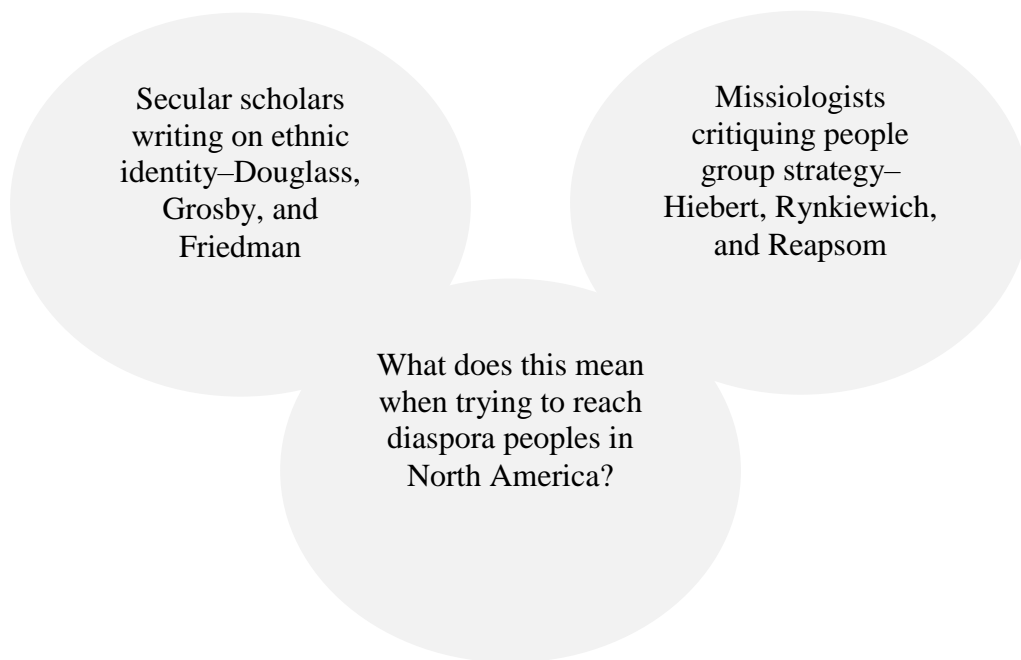 Secular scholars
writing on ethnic
identity–Douglass,
Grosby, and
Friedman
Missiologists
critiquing people
group strategy–
Hiebert, Rynkiewich,
and Reapsom
What does this mean
when trying to reach
diaspora peoples in
North America?